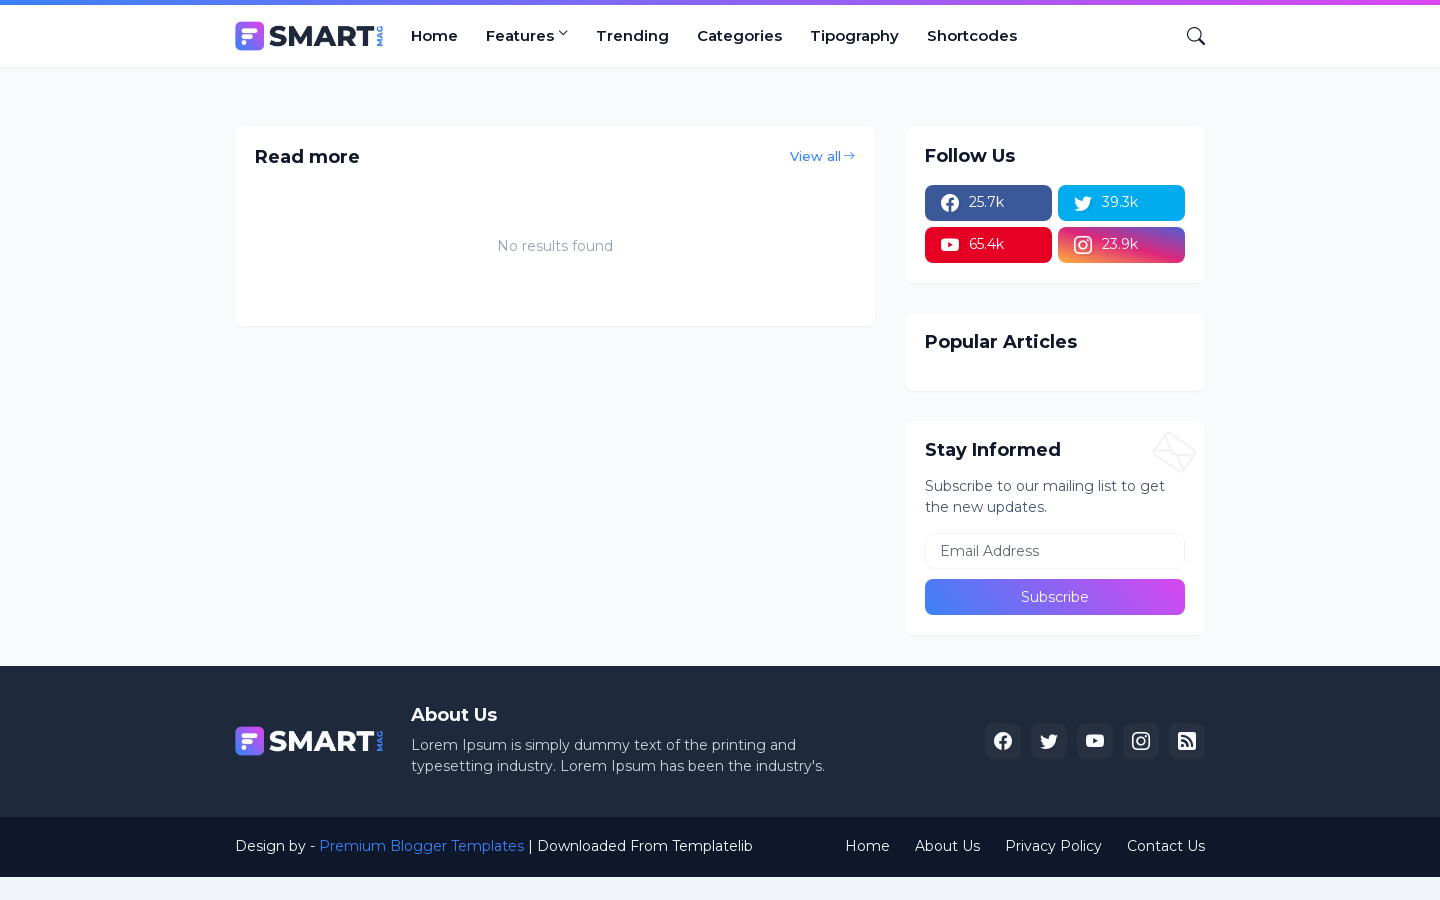 SMART MAG
Home Features Trending Categories Tipography Shortcodes
Read more
View all
No results found
Follow Us
25.7k
39.3k
65.4k
23.9k
Popular Articles
Stay Informed
Subscribe to our mailing list to get
the new updates.
Email Address
Subscribe
SMART MAG
About Us
Lorem Ipsum is simply dummy text of the printing and
typesetting industry. Lorem Ipsum has been the industry's.
Design by - Premium Blogger Templates | Downloaded From Templatelib
Home About Us Privacy Policy Contact Us